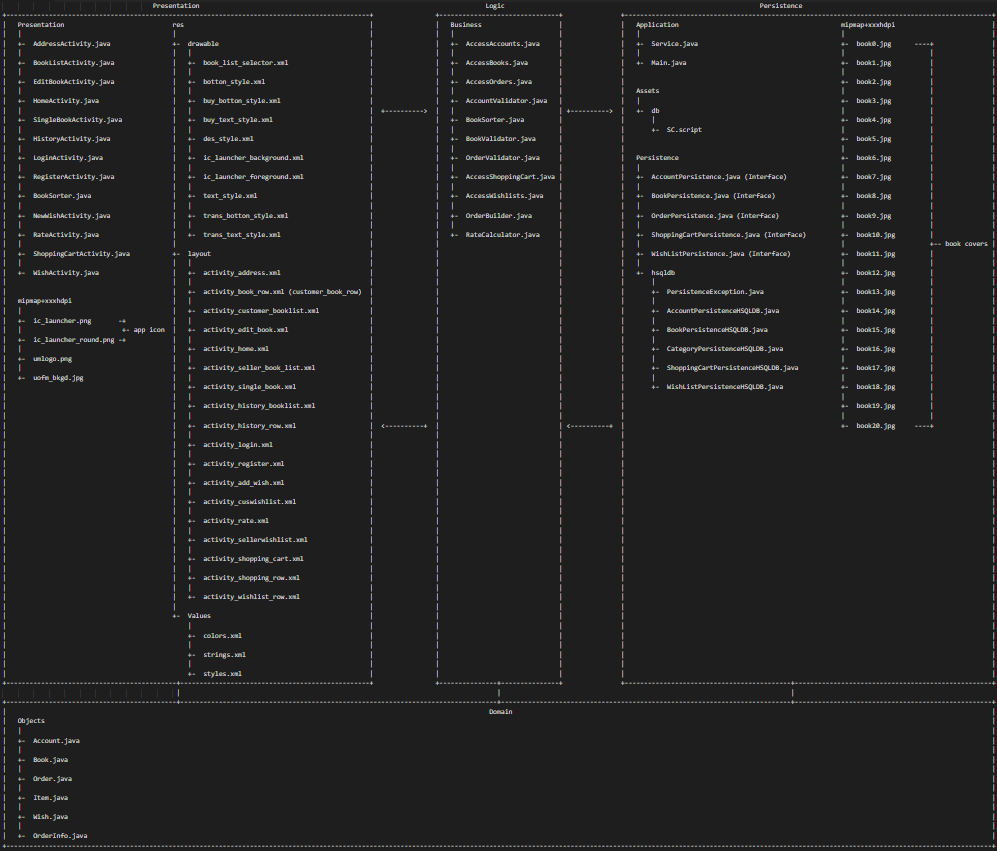 Presentation
Presentation
AddressActivity.java
BookListActivity.java
EditBookActivity.java
HomeActivity.java
SingleBookActivity.java
HistoryActivity.java
LoginActivity.java
RegisterActivity.java
BookSorter.java
NewWishActivity.java
RateActivity.java
ShoppingCartActivity.java
WishActivity.java
mipmap+xxxhdpi
ic_launcher.png
app icon
ic_launcher_round.png
umlogo.png
uofm_bkgd.jpg
res
drawable
book_list_selector.xml
botton_style.xml
buy_botton_style.xml
buy_text_style.xml
des_style.xml
ic_launcher_background.xml
ic_launcher_foreground.xml
text_style.xml
trans_botton_style.xml
trans_text_style.xml
layout
activity_address.xml
activity_book_row.xml (customer_book_row)
activity_customer_booklist.xml
activity_edit_book.xml
activity_home.xml
activity_seller_book_list.xml
activity_single_book.xml
activity_history_booklist.xml
activity_history_row.xml
activity_login.xml
activity_register.xml
activity_add_wish.xml
activity_cuswishlist.xml
activity_rate.xml
activity_sellerwishlist.xml
activity_shopping_cart.xml
activity_shopping_row.xml
activity_wishlist_row.xml
Values
colors.xml
strings.xml
styles.xml
Logic
Business
AccessAccounts.java
AccessBooks.java
AccessOrders.java
AccountValidator.java
BookSorter.java
BookValidator.java
OrderValidator.java
AccessShoppingCart.java
AccessWishlists.java
OrderBuilder.java
RateCalculator.java
Persistence
Application
Service.java
Main.java
Assets
db
SC.script
Persistence
AccountPersistence.java (Interface)
BookPersistence.java (Interface)
OrderPersistence.java (Interface)
ShoppingCartPersistence.java (Interface)
WishListPersistence.java (Interface)
hsqldb
PersistenceException.java
AccountPersistenceHSQLDB.java
BookPersistenceHSQLDB.java
CategoryPersistenceHSQLDB.java
ShoppingCartPersistenceHSQLDB.java
WishListPersistenceHSQLDB.java
mipmap+xxxhdpi
book0.jpg
book1.jpg
book2.jpg
book3.jpg
book4.jpg
book5.jpg
book6.jpg
book7.jpg
book8.jpg
book9.jpg
book10.jpg
book11.jpg
book12.jpg
book13.jpg
book14.jpg
book15.jpg
book16.jpg
book17.jpg
book18.jpg
book19.jpg
book20.jpg
book covers
Domain
Objects
Account.java
Book.java
Order.java
Item.java
Wish.java
OrderInfo.java